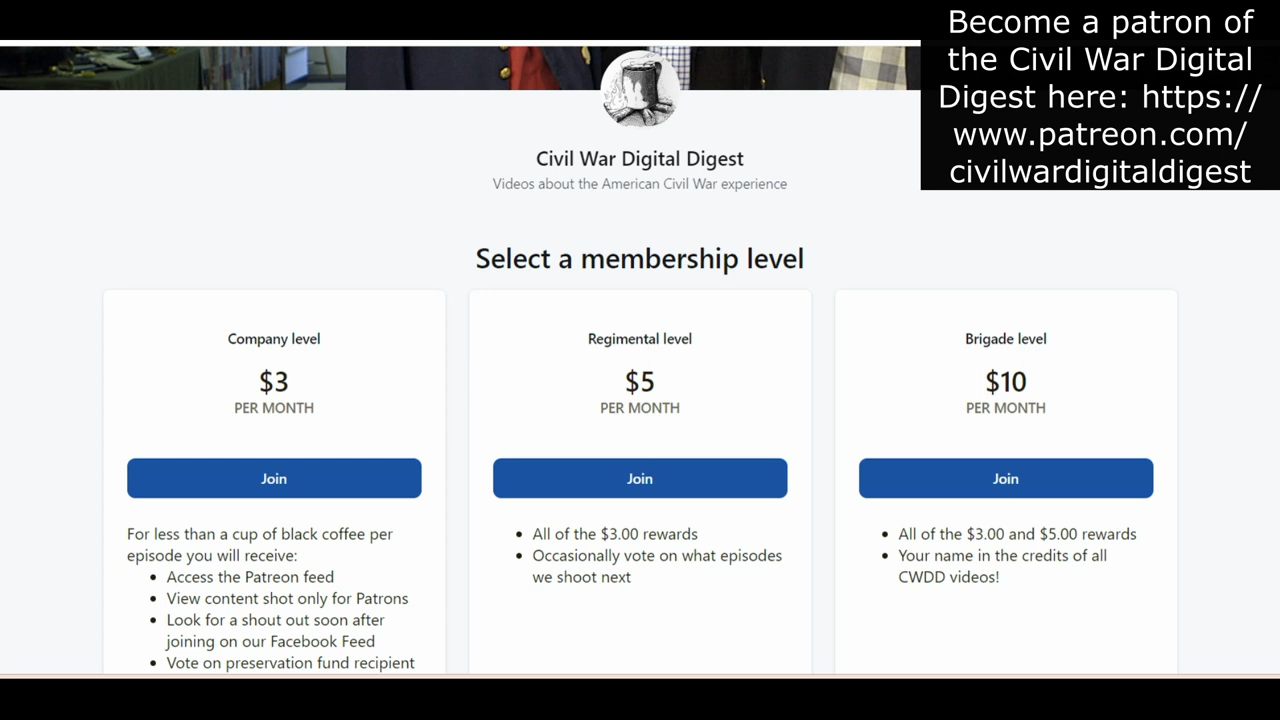 Become a patron of
the Civil War Digital
Digest here: https://
www.patreon.com/
civilwardigitaldigest
Civil War Digital Digest
Videos about the American Civil War experience
Select a membership level
Company level
$3
PER MONTH
Join
For less than a cup of black coffee per
episode you will receive:
• Access the Patreon feed
• View content shot only for Patrons
• Look for a shout out soon after
joining on our Facebook Feed
• Vote on preservation fund recipient
Regimental level
$5
PER MONTH
Join
• All of the $3.00 rewards
• Occasionally vote on what episodes
we shoot next
Brigade level
$10
PER MONTH
Join
• All of the $3.00 and $5.00 rewards
• Your name in the credits of all
CWDD videos!